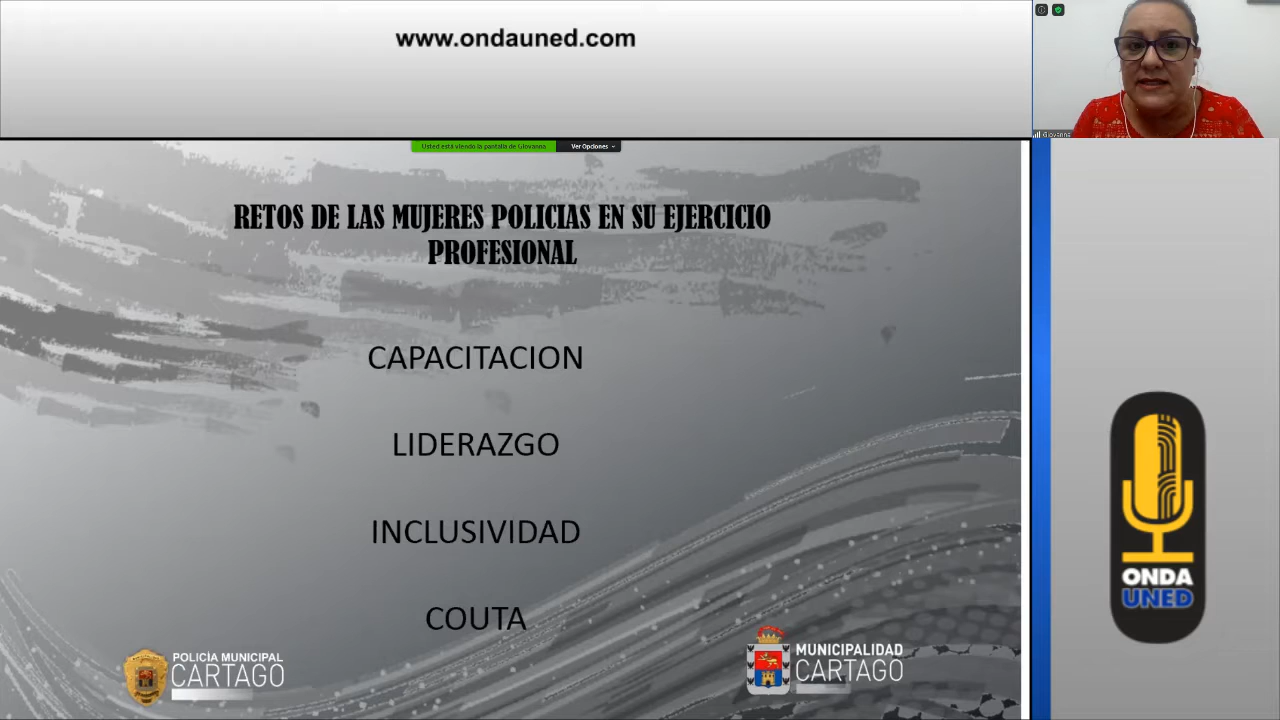 www.ondauned.com
Giovanna
Usted está viendo la pantalla de Giovanna
Ver Opciones
RETOS DE LAS MUJERES POLICIAS EN SU EJERCICIO
PROFESIONAL
CAPACITACION
LIDERAZGO
INCLUSIVIDAD
COUTA
POLICÍA MUNICIPAL
CARTAGO
MUNICIPALIDAD
CARTAGO
ONDA
UNED